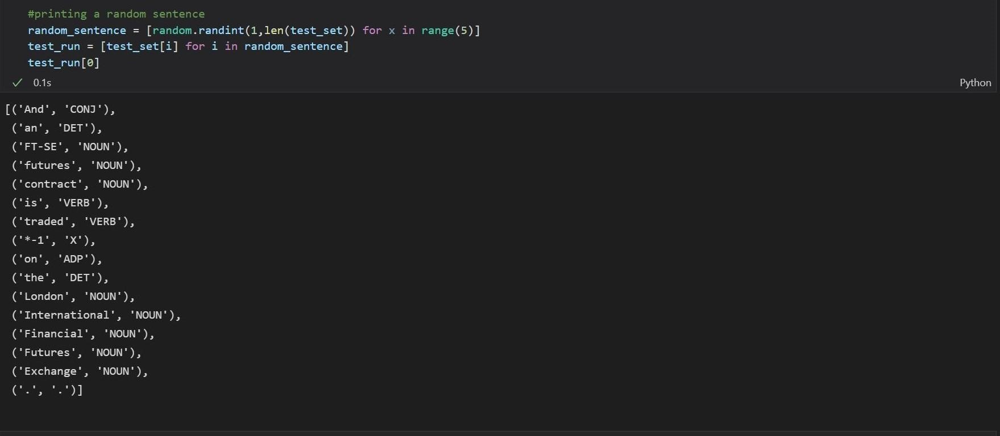 #printing a random sentence
random_sentence = [random.randint(1,len(test_set)) for x in range(5)]
test_run = [test_set[i] for i in random_sentence]
test_run[0]
0.1s
Python
[('And', 'CONJ'),
('an', 'DET'),
('FT-SE', 'NOUN'),
('futures', 'NOUN'),
('contract', 'NOUN'),
('is', 'VERB'),
('traded', 'VERB'),
('*-1', 'X'),
('on', 'ADP'),
('the', 'DET'),
('London', 'NOUN'),
('International', 'NOUN'),
('Financial', 'NOUN'),
('Futures', 'NOUN'),
('Exchange', 'NOUN'),
('.', '.')]